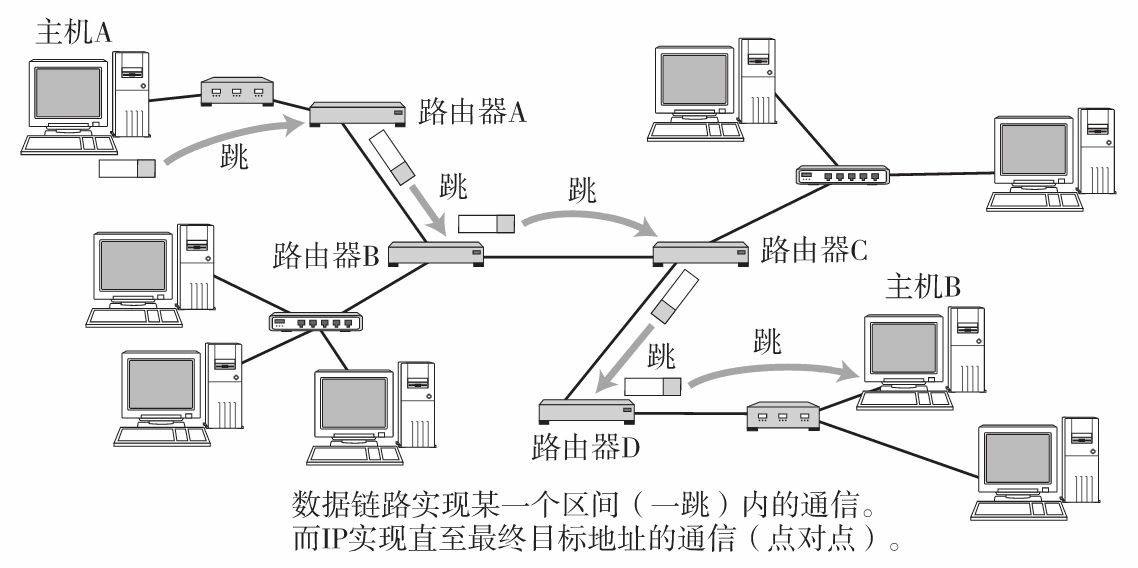 主机A
路由器A
跳
跳
跳
路由器B
路由器C
主机B
跳
跳
路由器D
数据链路实现某一个区间（一跳）内的通信。
而IP实现直至最终目标地址的通信（点对点）。